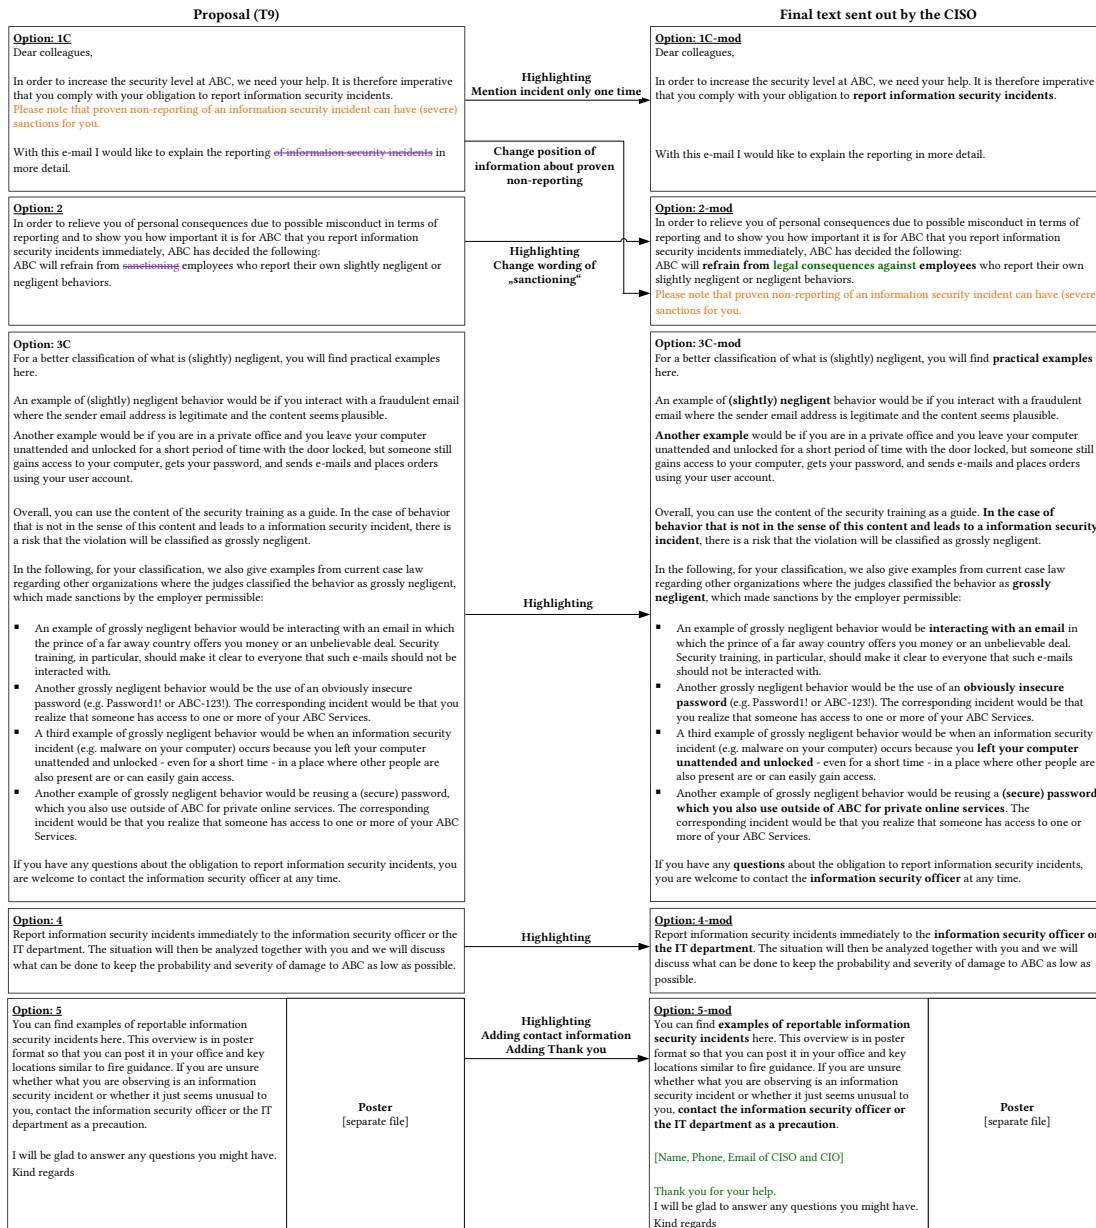 Proposal (T9)
Option: 1C
Dear colleagues,
In order to increase the security level at ABC, we need your help. It is therefore imperative
that you comply with your obligation to report information security incidents.
Please note that proven non-reporting of an information security incident can have (severe)
sanctions for you.
With this e-mail I would like to explain the reporting of information security incidents in
more detail.
Option: 2
In order to relieve you of personal consequences due to possible misconduct in terms of
reporting and to show you how important it is for ABC that you report information
security incidents immediately, ABC has decided the following:
ABC will refrain from sanctioning employees who report their own slightly negligent or
negligent behaviors.
Option: 3C
For a better classification of what is (slightly) negligent, you will find practical examples
here.
An example of (slightly) negligent behavior would be if you interact with a fraudulent email
where the sender email address is legitimate and the content seems plausible.
Another example would be if you are in a private office and you leave your computer
unattended and unlocked for a short period of time with the door locked, but someone still
gains access to your computer, gets your password, and sends e-mails and places orders
using your user account.
Overall, you can use the content of the security training as a guide. In the case of behavior
that is not in the sense of this content and leads to a information security incident, there is
a risk that the violation will be classified as grossly negligent.
In the following, for your classification, we also give examples from current case law
regarding other organizations where the judges classified the behavior as grossly negligent,
which made sanctions by the employer permissible:
▪ An example of grossly negligent behavior would be interacting with an email in which
the prince of a far away country offers you money or an unbelievable deal. Security
training, in particular, should make it clear to everyone that such e-mails should not be
interacted with.
▪ Another grossly negligent behavior would be the use of an obviously insecure
password (e.g. Password1! or ABC-123!). The corresponding incident would be that you
realize that someone has access to one or more of your ABC Services.
▪ A third example of grossly negligent behavior would be when an information security
incident (e.g. malware on your computer) occurs because you left your computer
unattended and unlocked - even for a short time - in a place where other people are
also present are or can easily gain access.
▪ Another example of grossly negligent behavior would be reusing a (secure) password,
which you also use outside of ABC for private online services. The corresponding
incident would be that you realize that someone has access to one or more of your ABC
Services.
If you have any questions about the obligation to report information security incidents, you
are welcome to contact the information security officer at any time.
Option: 4
Report information security incidents immediately to the information security officer or the
IT department. The situation will then be analyzed together with you and we will discuss
what can be done to keep the probability and severity of damage to ABC as low as possible.
Option: 5
You can find examples of reportable information
security incidents here. This overview is in poster
format so that you can post it in your office and key
locations similar to fire guidance. If you are unsure
whether what you are observing is an information
security incident or whether it just seems unusual to
you, contact the information security officer or the IT
department as a precaution.
I will be glad to answer any questions you might have.
Kind regards
Poster
[separate file]
Highlighting
Mention incident only one time
Change position of
information about proven
non-reporting
Highlighting
Change wording of
„sanctioning“
Highlighting
Highlighting
Highlighting
Adding contact information
Adding Thank you
Final text sent out by the CISO
Option: 1C-mod
Dear colleagues,
In order to increase the security level at ABC, we need your help. It is therefore imperative
that you comply with your obligation to report information security incidents.
With this e-mail I would like to explain the reporting in more detail.
Option: 2-mod
In order to relieve you of personal consequences due to possible misconduct in terms of
reporting and to show you how important it is for ABC that you report information
security incidents immediately, ABC has decided the following:
ABC will refrain from legal consequences against employees who report their own
slightly negligent or negligent behaviors.
Please note that proven non-reporting of an information security incident can have (severe
sanctions for you.
Option: 3C-mod
For a better classification of what is (slightly) negligent, you will find practical examples
here.
An example of (slightly) negligent behavior would be if you interact with a fraudulent
email where the sender email address is legitimate and the content seems plausible.
Another example would be if you are in a private office and you leave your computer
unattended and unlocked for a short period of time with the door locked, but someone still
gains access to your computer, gets your password, and sends e-mails and places orders
using your user account.
Overall, you can use the content of the security training as a guide. In the case of
behavior that is not in the sense of this content and leads to a information security
incident, there is a risk that the violation will be classified as grossly negligent.
In the following, for your classification, we also give examples from current case law
regarding other organizations where the judges classified the behavior as grossly
negligent, which made sanctions by the employer permissible:
▪ An example of grossly negligent behavior would be interacting with an email in
which the prince of a far away country offers you money or an unbelievable deal.
Security training, in particular, should make it clear to everyone that such e-mails
should not be interacted with.
▪ Another grossly negligent behavior would be the use of an obviously insecure
password (e.g. Password1! or ABC-123!). The corresponding incident would be that
you realize that someone has access to one or more of your ABC Services.
▪ A third example of grossly negligent behavior would be when an information security
incident (e.g. malware on your computer) occurs because you left your computer
unattended and unlocked - even for a short time - in a place where other people are
also present are or can easily gain access.
▪ Another example of grossly negligent behavior would be reusing a (secure) password
which you also use outside of ABC for private online services. The
corresponding incident would be that you realize that someone has access to one or
more of your ABC Services.
If you have any questions about the obligation to report information security incidents,
you are welcome to contact the information security officer at any time.
Option: 4-mod
Report information security incidents immediately to the information security officer or
the IT department. The situation will then be analyzed together with you and we will
discuss what can be done to keep the probability and severity of damage to ABC as low as
possible.
Option: 5-mod
You can find examples of reportable information
security incidents here. This overview is in poster
format so that you can post it in your office and key
locations similar to fire guidance. If you are unsure
whether what you are observing is an information
security incident or whether it just seems unusual to
you, contact the information security officer or
the IT department as a precaution.
[Name, Phone, Email of CISO and CIO]
Thank you for your help.
I will be glad to answer any questions you might have.
Kind regards
Poster
[separate file]